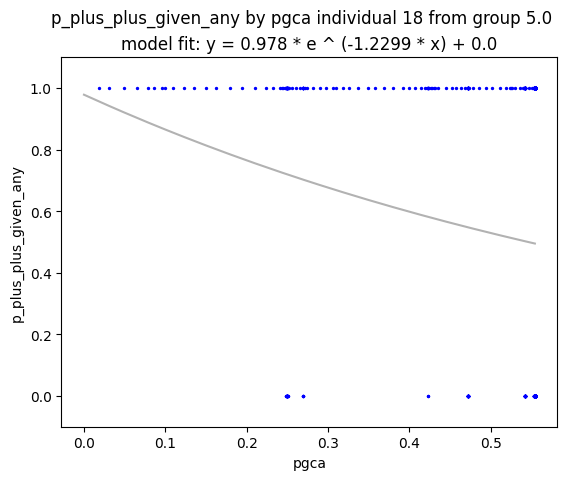 p_plus_plus_given_any by pgca individual 18 from group 5.0
model fit: y = 0.978 * e ^ (-1.2299 * x) + 0.0
1.0
0.8
0.6
0.4
0.2
0.0
p_plus_plus_given_any
0.0 0.1 0.2 0.3 0.4 0.5
pgca